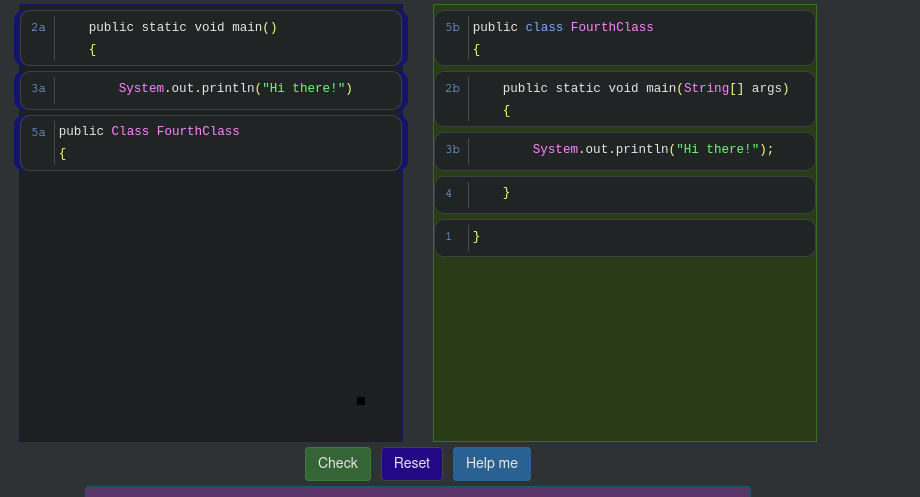 2a public static void main()
{
3a System.out.println("Hi there!")
5a public Class FourthClass
{
5b public class FourthClass
{
2b public static void main(String[] args)
{
3b System.out.println("Hi there!");
4 }
1 }
Check Reset Help me